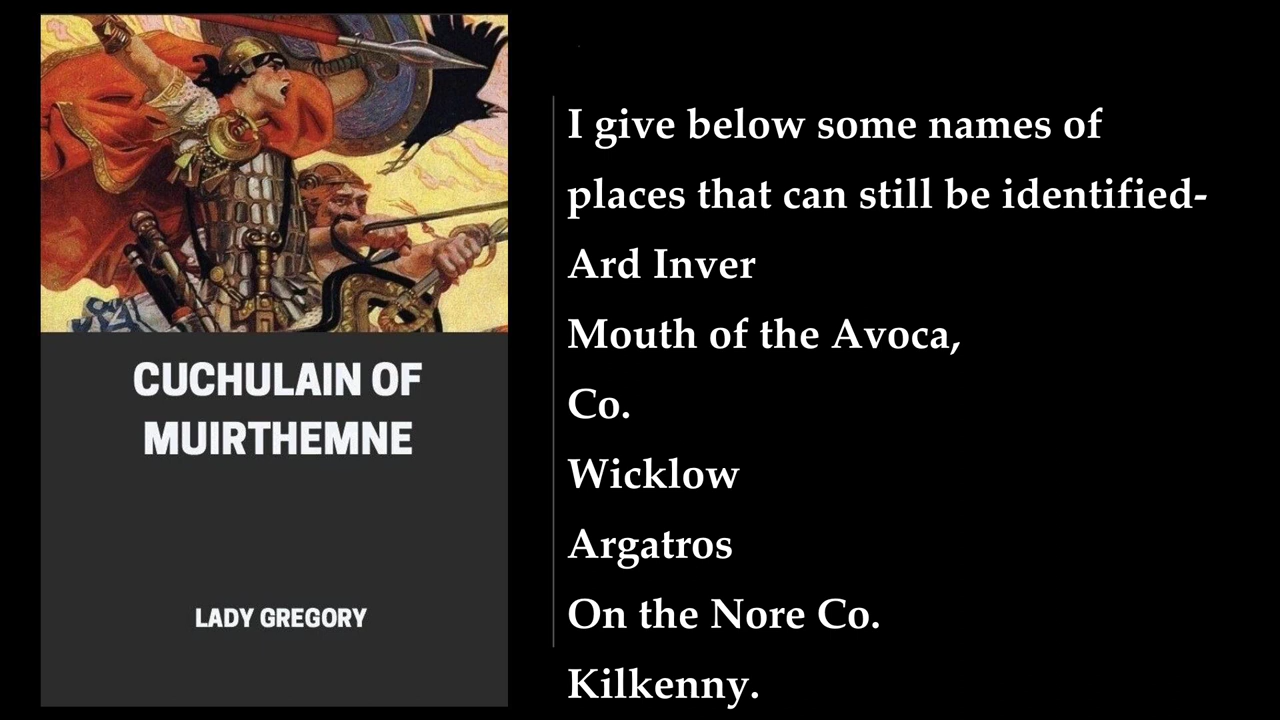 CUCHULAIN OF
MUIRTHEMNE
LADY GREGORY
I give below some names of
places that can still be identified-
Ard Inver
Mouth of the Avoca,
Co.
Wicklow
Argatros
On the Nore Co.
Kilkenny.